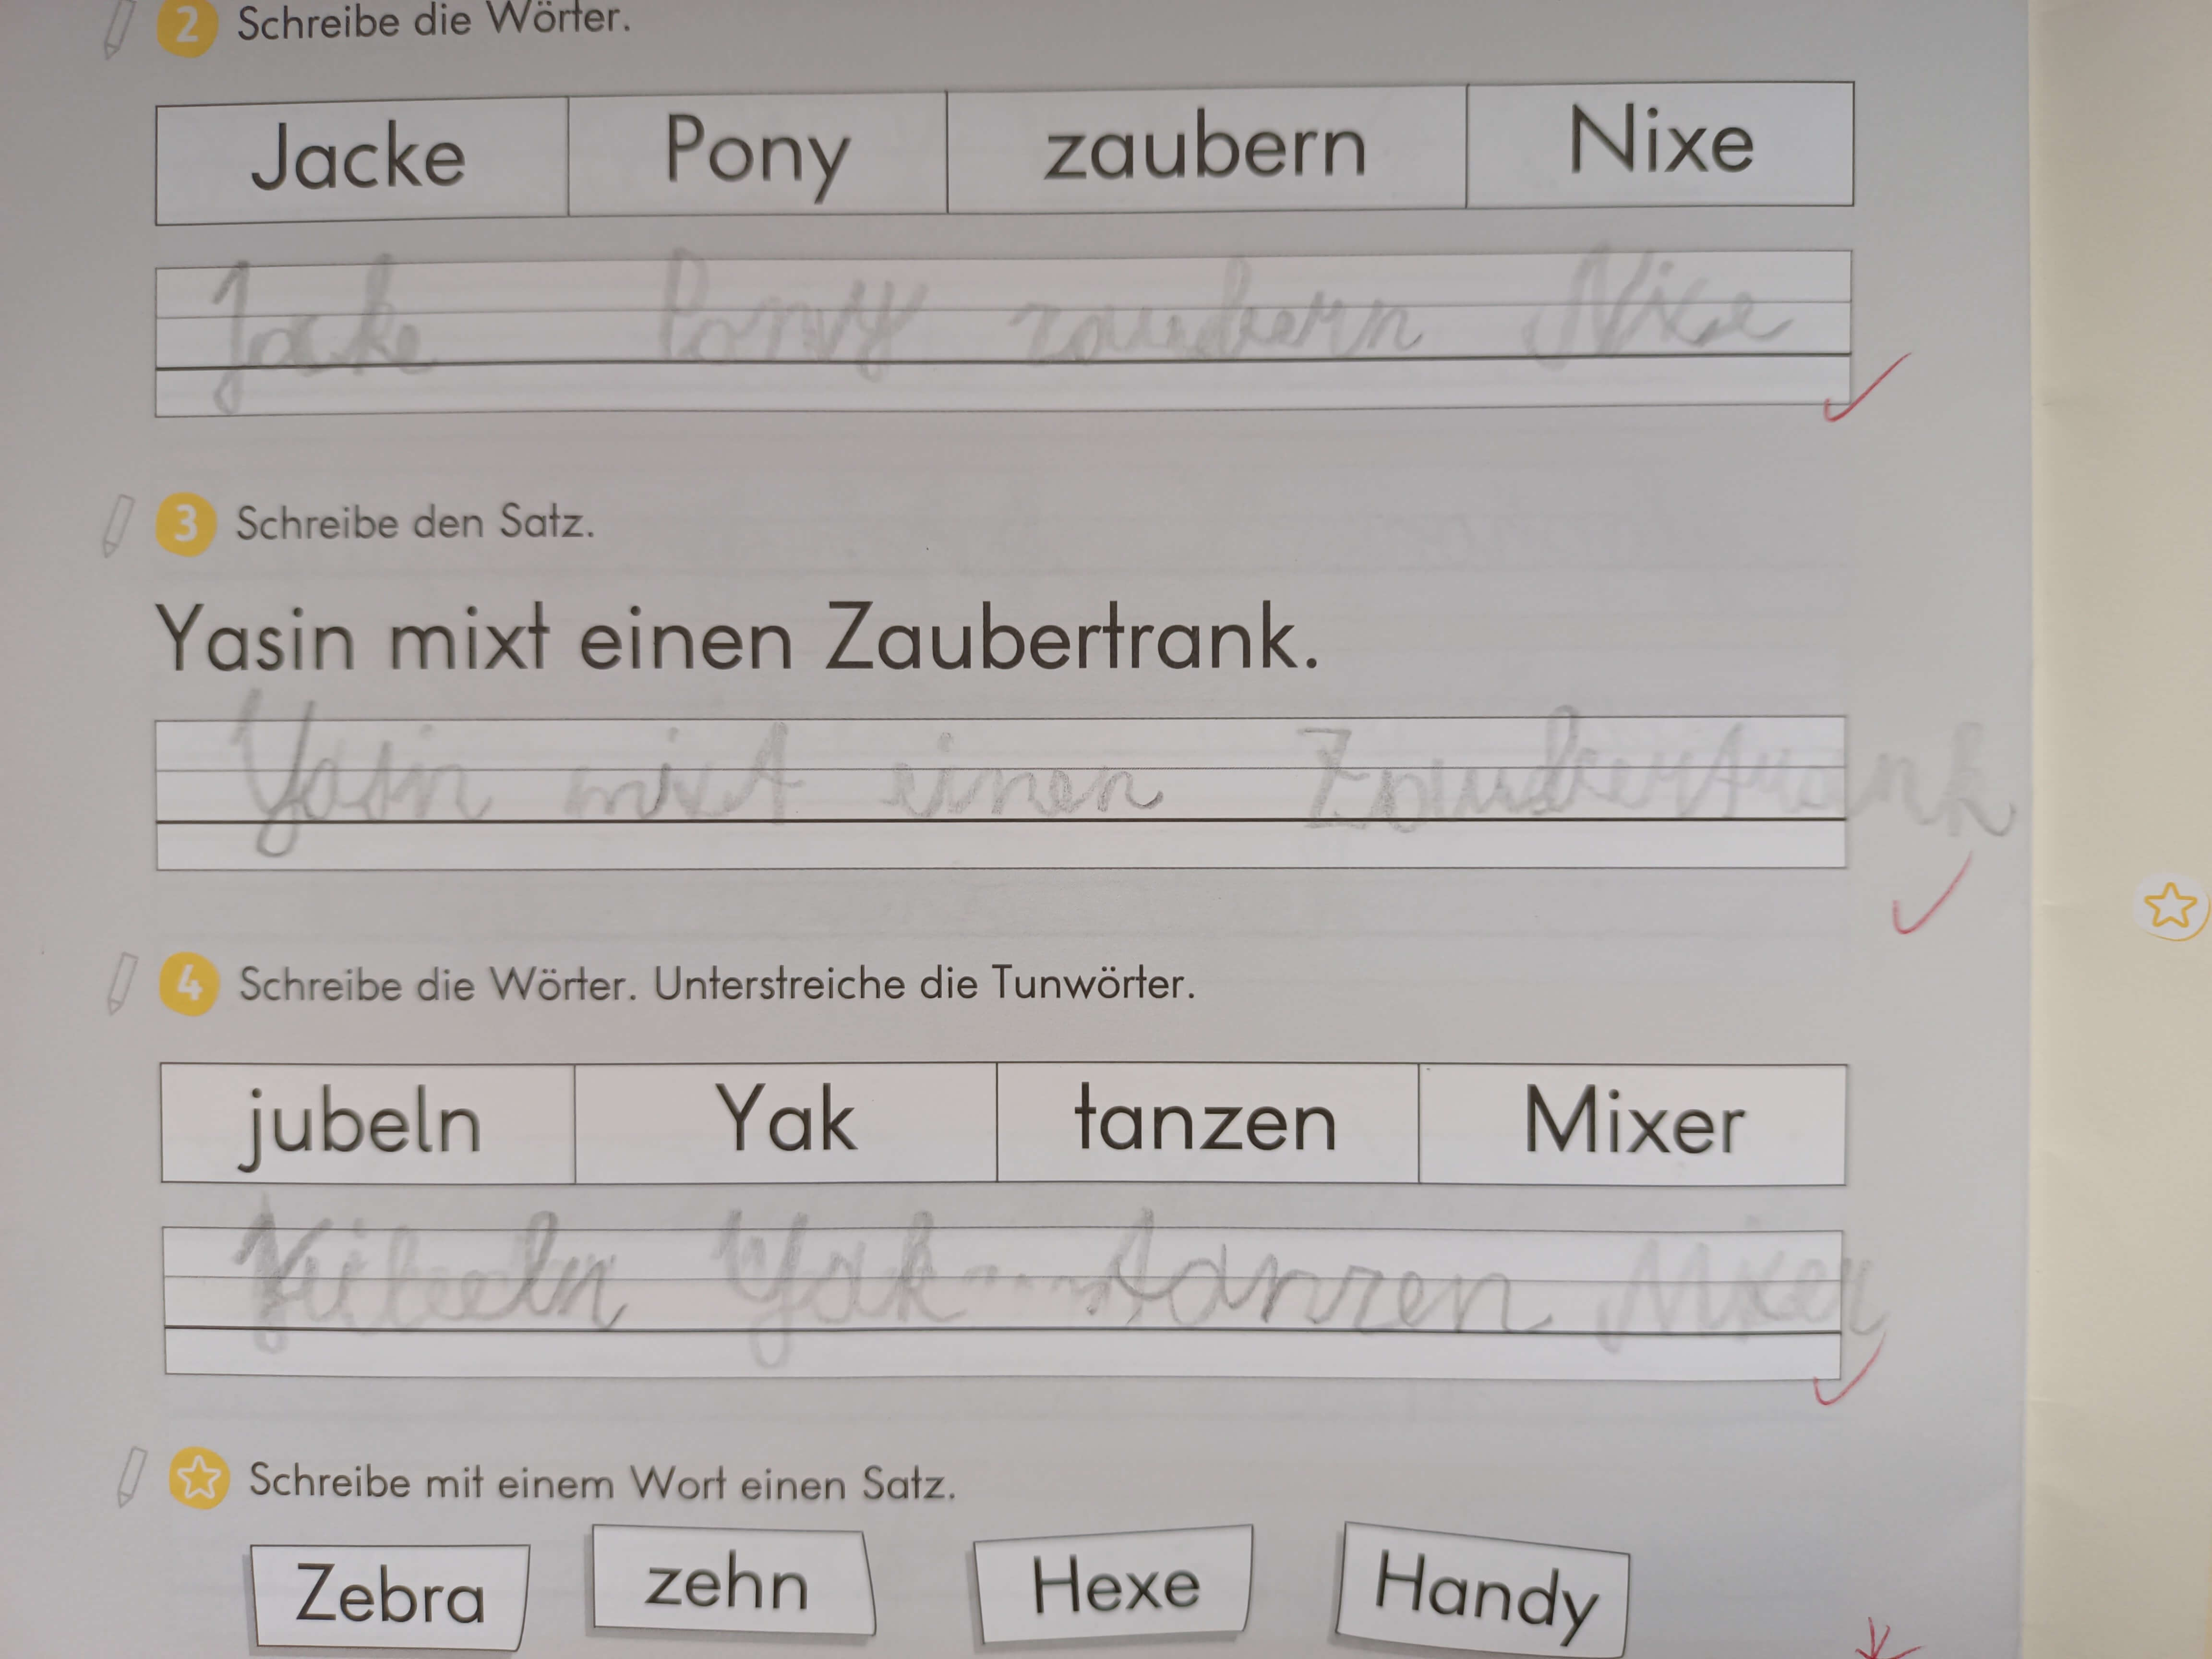 2 Schreibe die Wörter.
Jacke Pony zaubern Nixe
Jacke Pony zaubern Nixe
3 Schreibe den Satz.
Yasin mixt einen Zaubertrank.
Yasin mixt einen Zaubertrank
4 Schreibe die Wörter. Unterstreiche die Tunwörter.
jubeln Yak tanzen Mixer
Yak tanzen Mixer
Schreibe mit einem Wort einen Satz.
Zebra zehn Hexe Handy